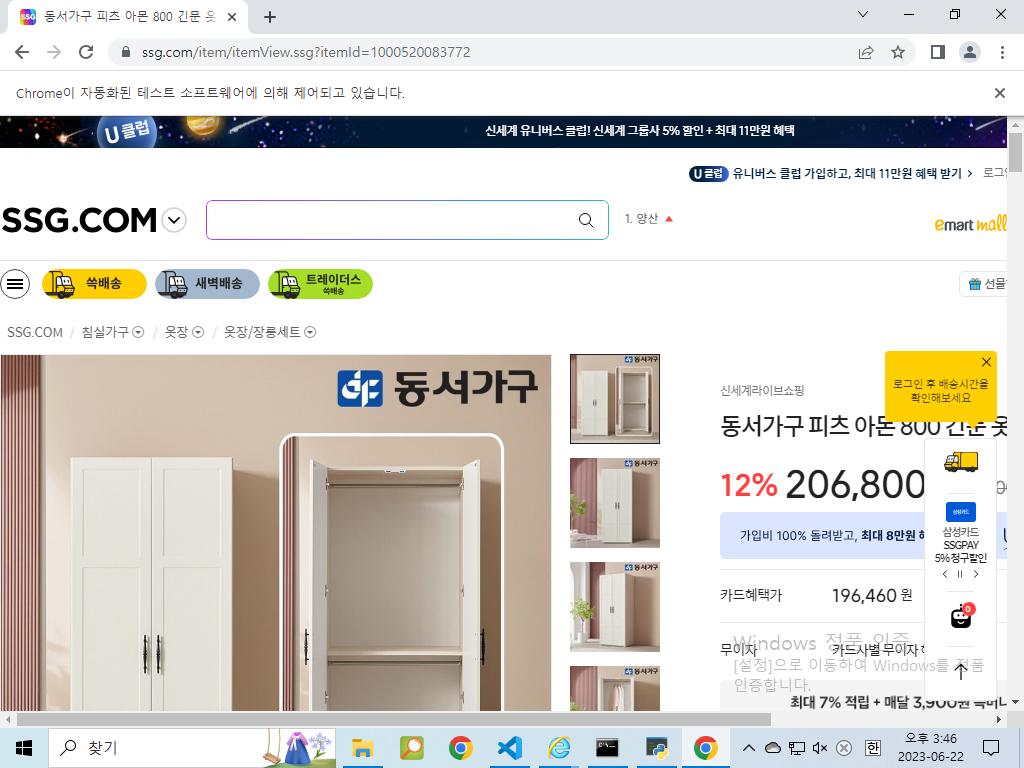 동서가구 피츠 아몬 800 긴문 옷
ssg.com/item/itemView.ssg?itemId=1000520083772
Chrome이 자동화된 테스트 소프트웨어에 의해 제어되고 있습니다.
U 클럽
신세계 유니버스 클럽! 신세계 그룹사 5% 할인 + 최대 11만원 혜택
U 클럽 유니버스 클럽 가입하고, 최대 11만원 혜택 받기
SSG.COM
1. 양산
emart mall
쓱배송
새벽배송
트레이더스
쓱배송
선물
SSG.COM / 침실가구 / 옷장 / 옷장/장롱세트
동서가구
로그인 후 배송시간을
확인해보세요
신세계라이브쇼핑
동서가구 피츠 아몬 800 긴문 옷
12% 206,800
가입비 100% 돌려받고, 최대 8만원
삼성카드
삼성카드
SSGPAY
5% 청구할인
카드혜택가 196,460 원
0
무이자 카드사별 무이자
Windows 정품 인증
[설정]으로 이동하여 Windows를 정품
인증합니다.
최대 7% 적립 + 매달 3,900원
찾기
한
오후 3:46
2023-06-22